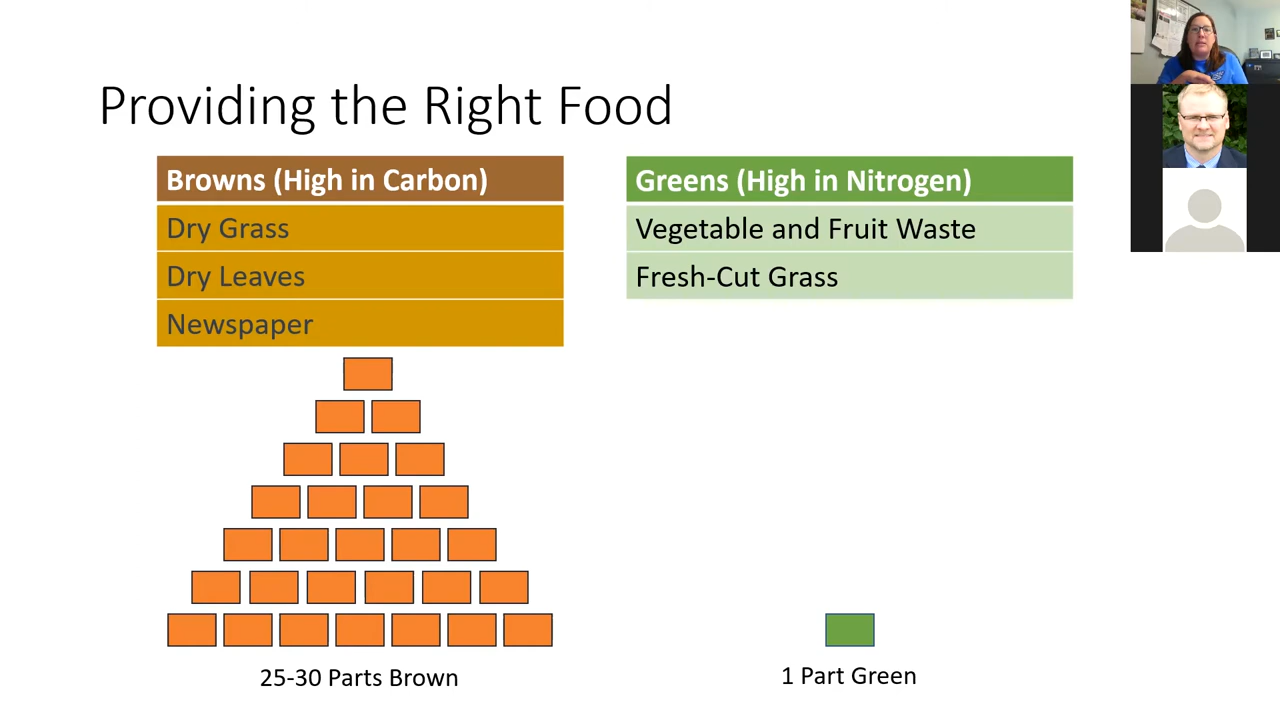 Providing the Right Food
Browns (High in Carbon)
Dry Grass
Dry Leaves
Newspaper
25-30 Parts Brown
Greens (High in Nitrogen)
Vegetable and Fruit Waste
Fresh-Cut Grass
1 Part Green